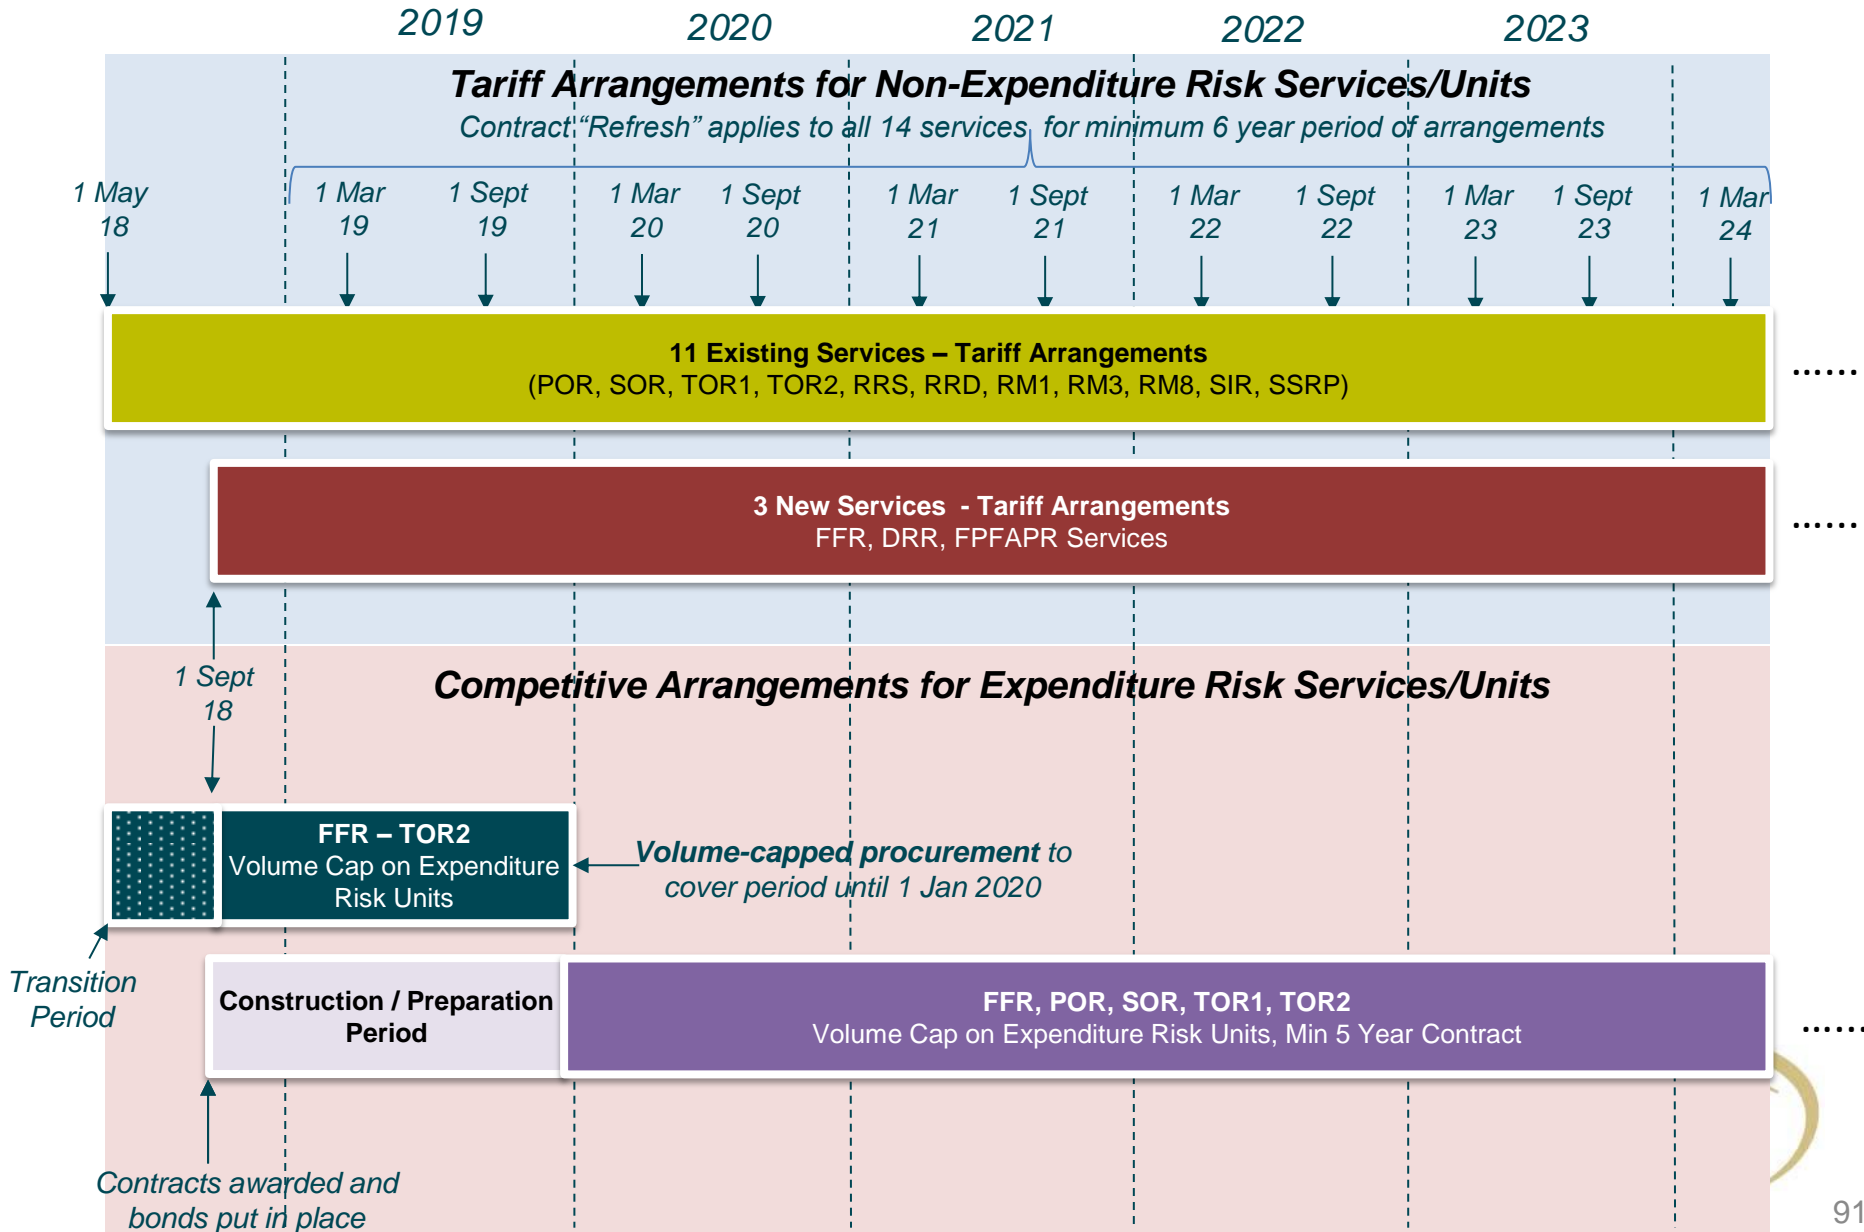 2019 2020 2021 2022 2023
Tariff Arrangements for Non-Expenditure Risk Services/Units
Contract “Refresh” applies to all 14 services for minimum 6 year period of arrangements
1 May 18
1 Mar 19
1 Sept 19
1 Mar 20
1 Sept 20
1 Mar 21
1 Sept 21
1 Mar 22
1 Sept 22
1 Mar 23
1 Sept 23
1 Mar 24
11 Existing Services – Tariff Arrangements
(POR, SOR, TOR1, TOR2, RRS, RRD, RM1, RM3, RM8, SIR, SSRP)
......
3 New Services - Tariff Arrangements
FFR, DRR, FPFAPR Services
......
1 Sept
18
Competitive Arrangements for Expenditure Risk Services/Units
FFR – TOR2
Volume Cap on Expenditure
Risk Units
Volume-capped procurement to
cover period until 1 Jan 2020
Transition
Period
Construction / Preparation
Period
FFR, POR, SOR, TOR1, TOR2
Volume Cap on Expenditure Risk Units, Min 5 Year Contract
......
Contracts awarded and
bonds put in place
91